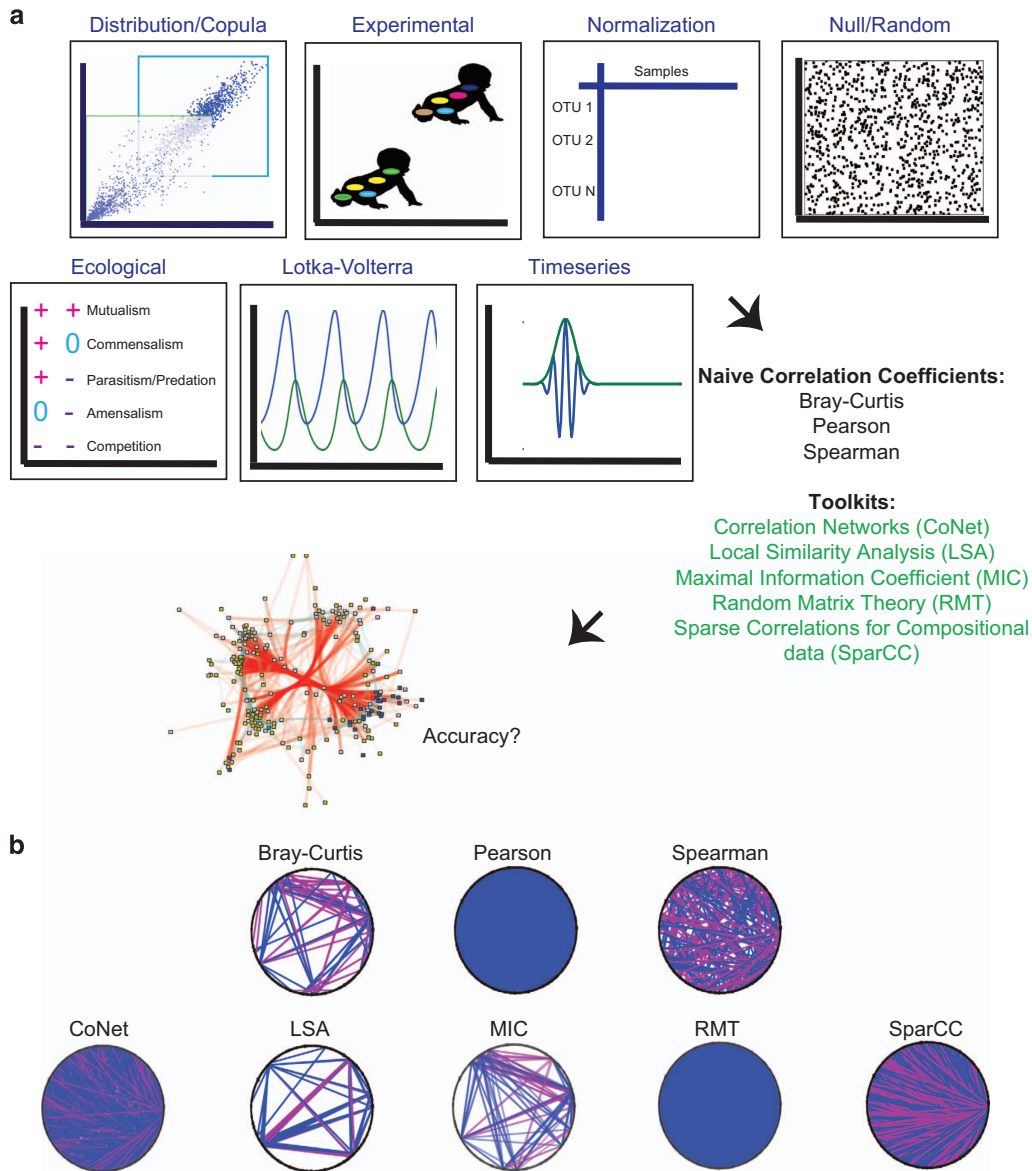 a
Distribution/Copula
Experimental
Normalization
Null/Random
Samples
OTU 1
OTU 2
OTU N
Ecological
Lotka-Volterra
Timeseries
+ + Mutualism
+ 0 Commensalism
+ - Parasitism/Predation
0 - Amensalism
- - Competition
Naive Correlation Coefficients:
Bray-Curtis
Pearson
Spearman
Toolkits:
Correlation Networks (CoNet)
Local Similarity Analysis (LSA)
Maximal Information Coefficient (MIC)
Random Matrix Theory (RMT)
Sparse Correlations for Compositional
data (SparCC)
Accuracy?
b
Bray-Curtis
Pearson
Spearman
CoNet
LSA
MIC
RMT
SparCC